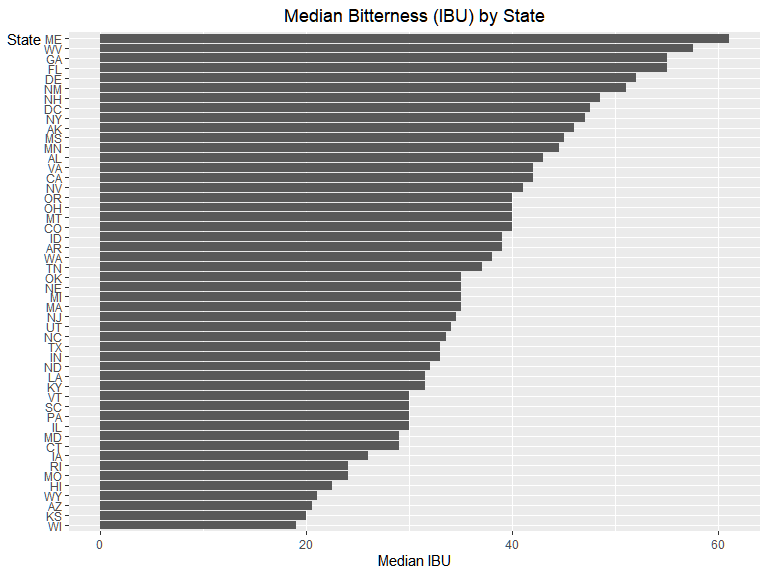 Median Bitterness (IBU) by State
State
ME
WV
GA
FL
DE
NM
NH
DC
NY
AK
MS
MN
AL
VA
CA
NV
OR
OH
MT
CO
ID
AR
WA
TN
OK
NE
MI
MA
NJ
UT
NC
TX
IN
ND
LA
KY
VT
SC
PA
IL
MD
CT
IA
RI
MO
HI
WY
AZ
KS
WI
0 20 40 60
Median IBU